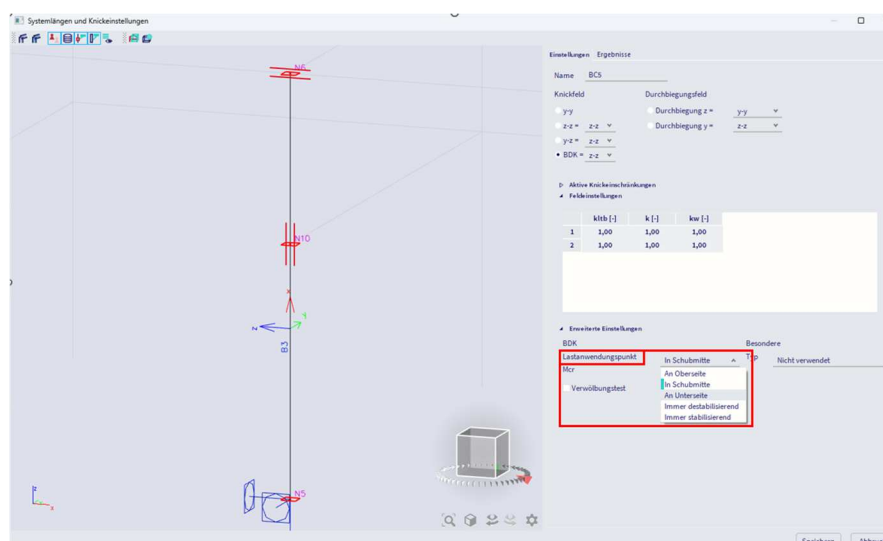 Systemlängen und Knickeinstellungen
Einstellungen Ergebnisse
Name BC5
Knickfeld Durchbiegungsfeld
y-y Durchbiegung z = y-y
z-z = z-z Durchbiegung y = z-z
y-z = z-z
BDK = z-z
Aktive Knickeinschränkungen
Feldeinstellungen
kltb [-] k [-] kw [-]
1 1,00 1,00 1,00
2 1,00 1,00 1,00
Erweiterte Einstellungen
BDK Besondere
Lastanwendungspunkt In Schubmitte Typ Nicht verwendet
Mcr An Oberseite
In Schubmitte
Verwölbungstest An Unterseite
Immer destabilisierend
Immer stabilisierend
N6
N10
x
z y
B3
N5
z
x
Speichern